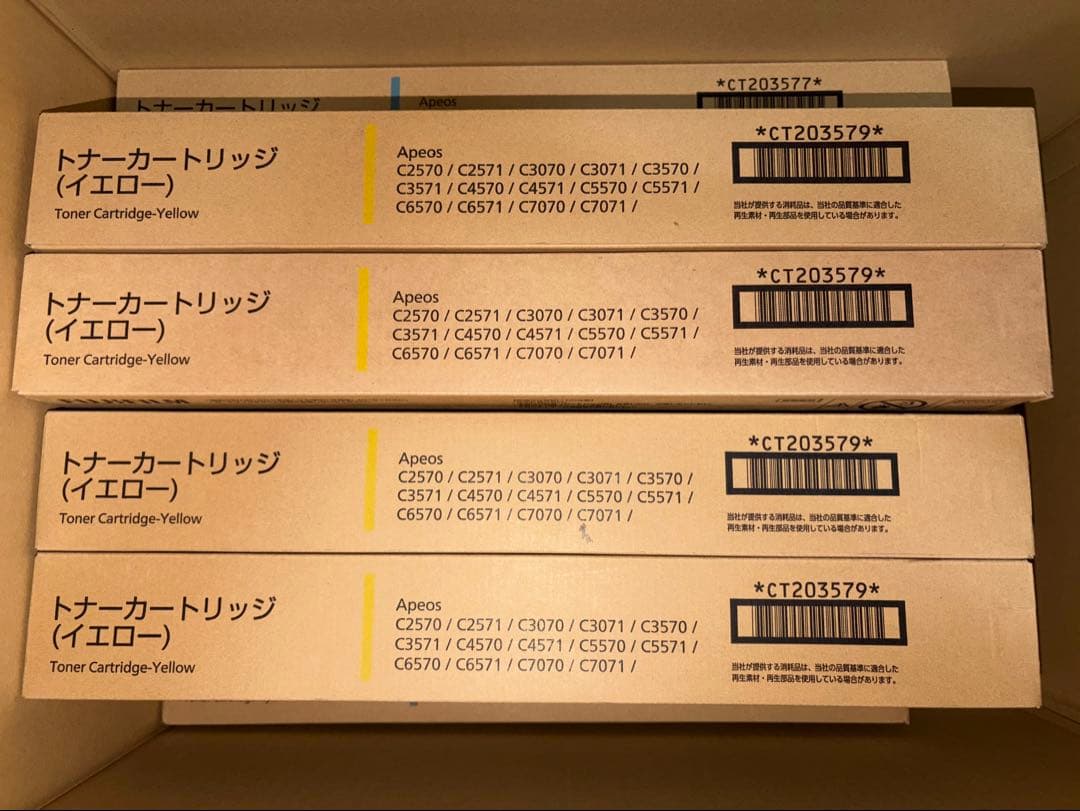 トナーカートリッジ
Apeos
*CT203577*
トナーカートリッジ
(イエロー)
Toner Cartridge-Yellow
Apeos
C2570 / C2571 / C3070 / C3071 / C3570 /
C3571 / C4570 / C4571 / C5570 / C5571 /
C6570 / C6571 / C7070 / C7071 /
*CT203579*
当社が提供する消耗品は、当社の品質基準に適合した
再生素材・再生部品を使用している場合があります。
トナーカートリッジ
(イエロー)
Toner Cartridge-Yellow
Apeos
C2570 / C2571 / C3070 / C3071 / C3570 /
C3571 / C4570 / C4571 / C5570 / C5571 /
C6570 / C6571 / C7070 / C7071 /
*CT203579*
当社が提供する消耗品は、当社の品質基準に適合した
再生素材・再生部品を使用している場合があります。
FUJIFILM
トナーカートリッジ
(イエロー)
Toner Cartridge-Yellow
Apeos
C2570 / C2571 / C3070 / C3071 / C3570 /
C3571 / C4570 / C4571 / C5570 / C5571 /
C6570 / C6571 / C7070 / C7071 /
*CT203579*
当社が提供する消耗品は、当社の品質基準に適合した
再生素材・再生部品を使用している場合があります。
トナーカートリッジ
(イエロー)
Toner Cartridge-Yellow
Apeos
C2570 / C2571 / C3070 / C3071 / C3570 /
C3571 / C4570 / C4571 / C5570 / C5571 /
C6570 / C6571 / C7070 / C7071 /
*CT203579*
当社が提供する消耗品は、当社の品質基準に適合した
再生素材・再生部品を使用している場合があります。